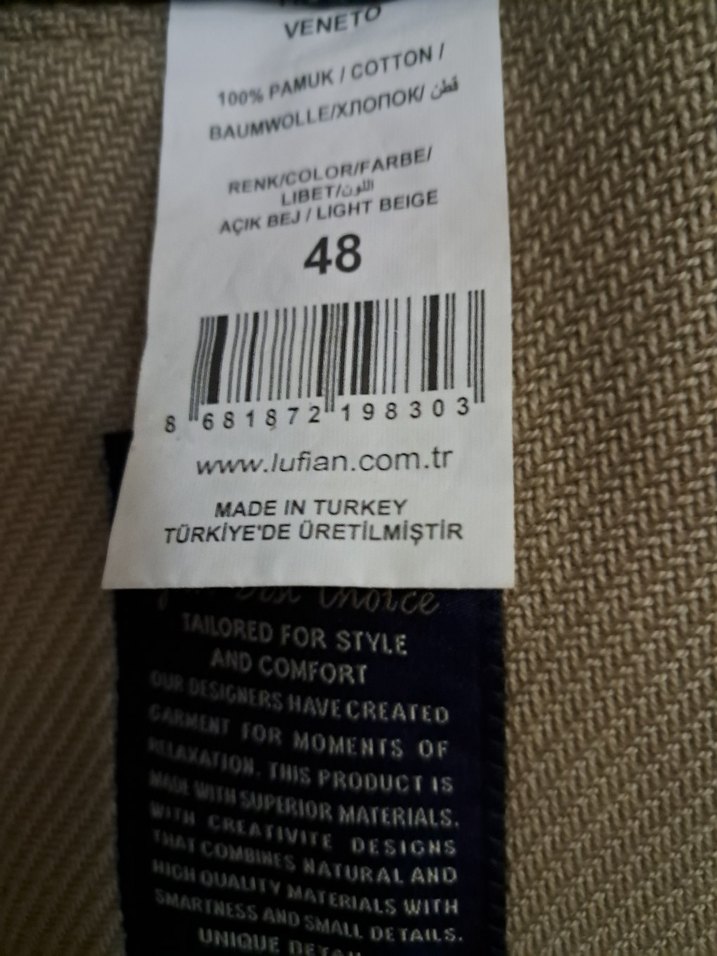 VENETO
100% PAMUK / COTTON /
BAUMWOLLE/ХЛОПОК/ قطن
RENK/COLOR/FARBE/
LIBET/اللون/
AÇIK BEJ / LIGHT BEIGE
48
8 681872 198303
www.lufian.com.tr
MADE IN TURKEY
TÜRKİYE'DE ÜRETİLMİŞTİR
choice
TAILORED FOR STYLE
AND COMFORT
OUR DESIGNERS HAVE CREATED
GARMENT FOR MOMENTS OF
RELAXATION. THIS PRODUCT IS
MADE WITH SUPERIOR MATERIALS.
WITH CREATIVITE DESIGNS
THAT COMBINES NATURAL AND
HIGH QUALITY MATERIALS WITH
SMARTNESS AND SMALL DETAILS.
UNIQUE